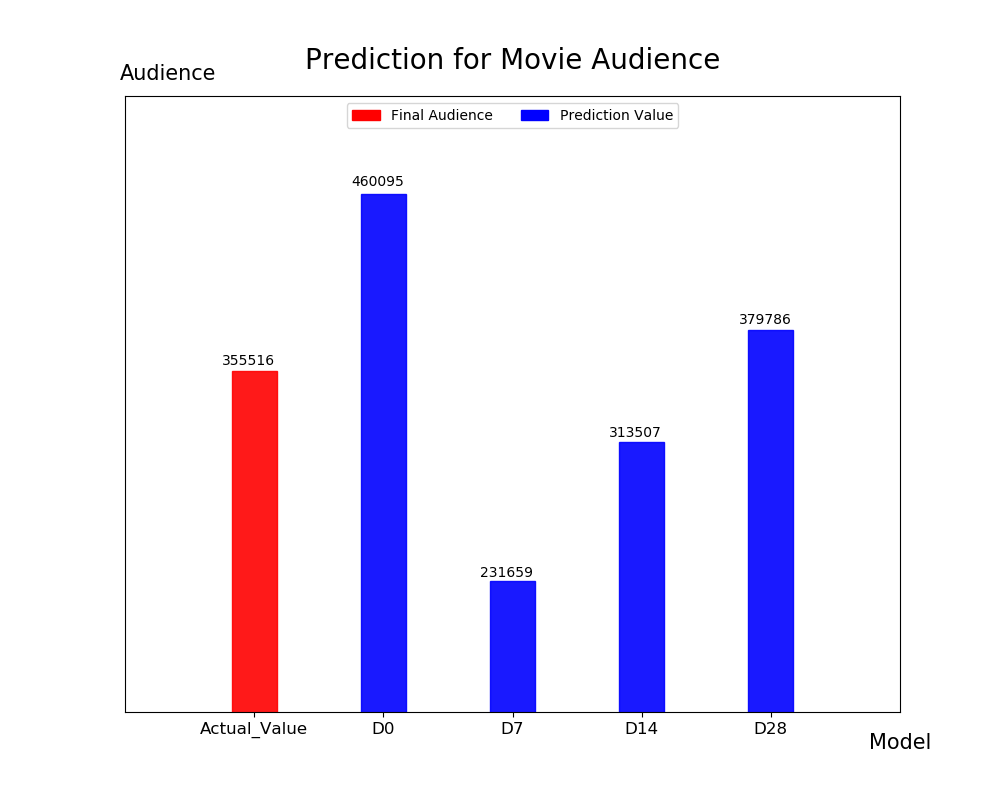 Prediction for Movie Audience
Audience
Final Audience
Prediction Value
460095
379786
355516
313507
231659
Actual_Value
D0
D7
D14
D28
Model